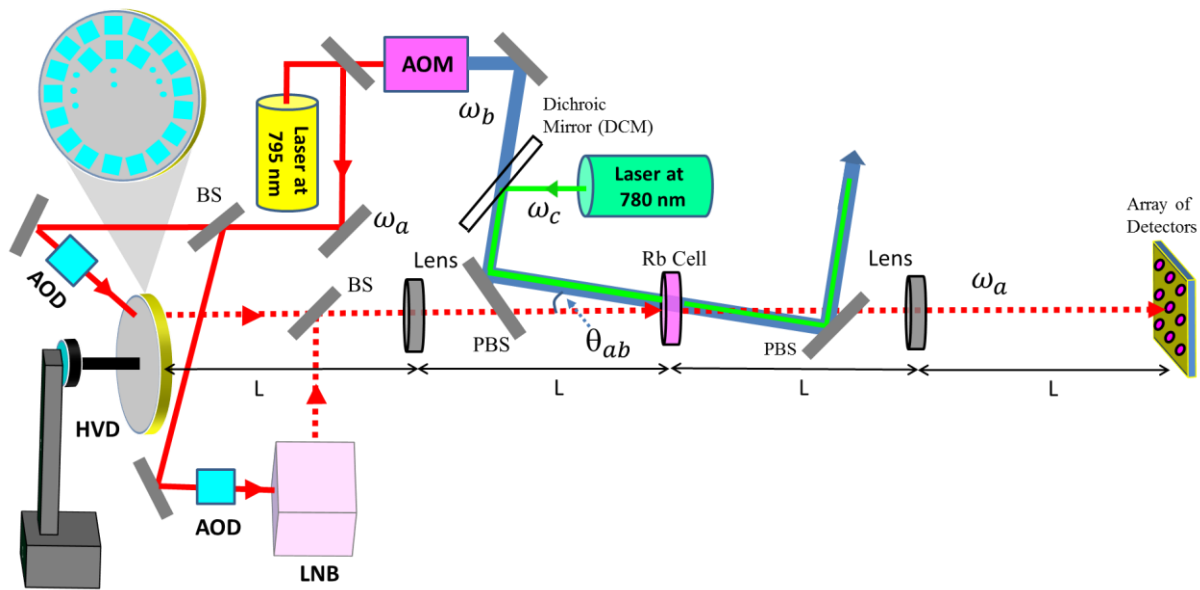 AOM
ω_b
Dichroic
Mirror (DCM)
Laser at
795 nm
Laser at
780 nm
ω_c
BS
ω_a
AOD
Lens
BS
Rb Cell
Lens
ω_a
Array of
Detectors
PBS
θ_ab
PBS
L
L
L
L
HVD
AOD
LNB